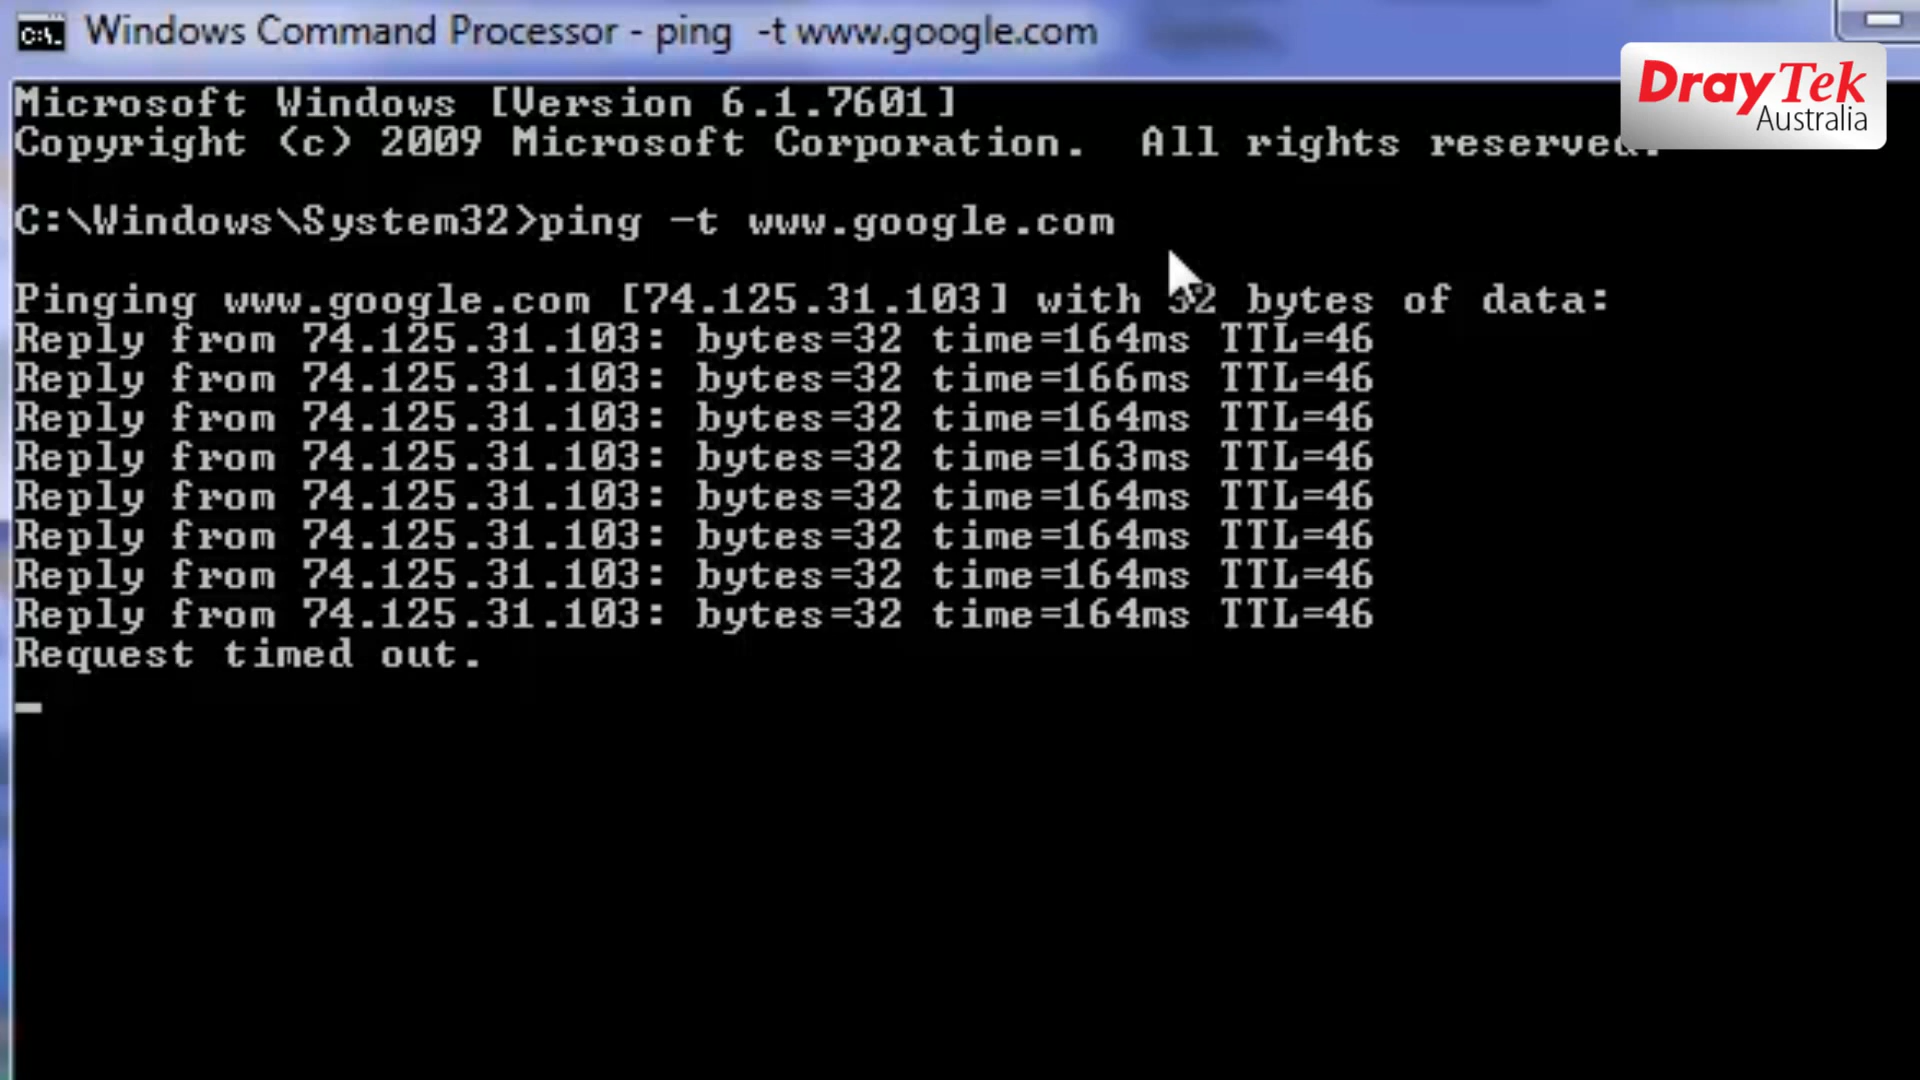 Windows Command Processor - ping  -t www.google.com
DrayTek
Australia
Microsoft Windows [Version 6.1.7601]
Copyright (c) 2009 Microsoft Corporation.  All rights reserved.
C:\Windows\System32>ping -t www.google.com
Pinging www.google.com [74.125.31.103] with 32 bytes of data:
Reply from 74.125.31.103: bytes=32 time=164ms TTL=46
Reply from 74.125.31.103: bytes=32 time=166ms TTL=46
Reply from 74.125.31.103: bytes=32 time=164ms TTL=46
Reply from 74.125.31.103: bytes=32 time=163ms TTL=46
Reply from 74.125.31.103: bytes=32 time=164ms TTL=46
Reply from 74.125.31.103: bytes=32 time=164ms TTL=46
Reply from 74.125.31.103: bytes=32 time=164ms TTL=46
Reply from 74.125.31.103: bytes=32 time=164ms TTL=46
Request timed out.